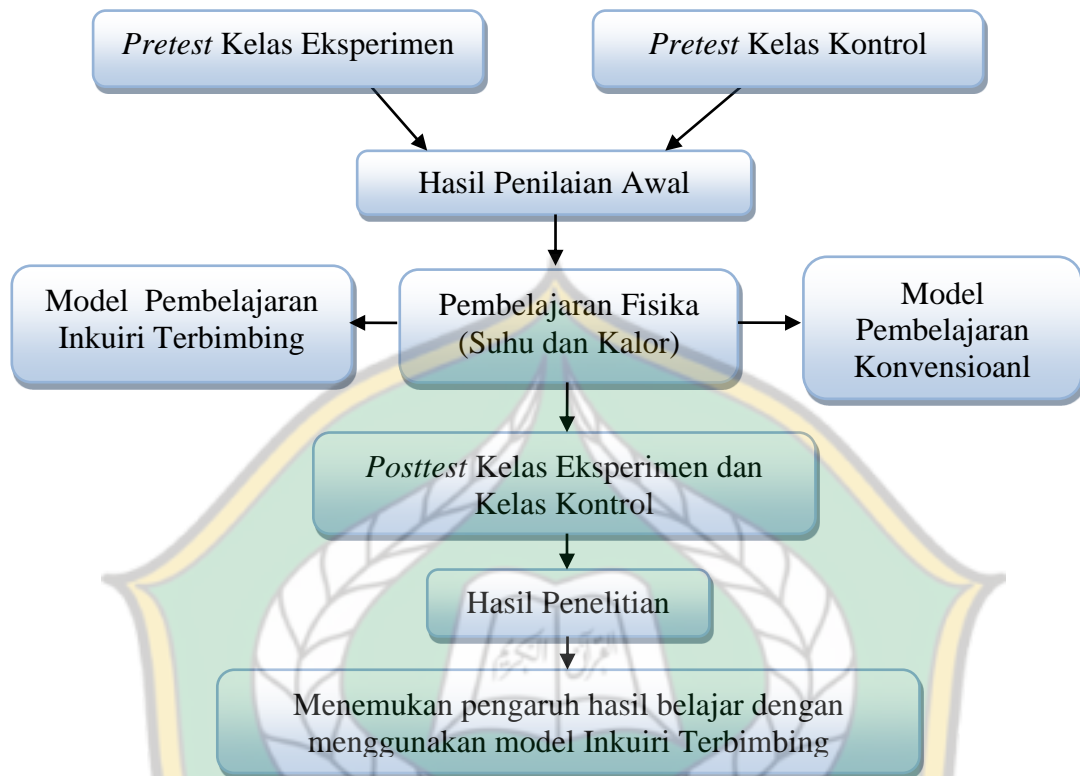 Pretest Kelas Eksperimen
Pretest Kelas Kontrol
Hasil Penilaian Awal
Model Pembelajaran
Inkuiri Terbimbing
Pembelajaran Fisika
(Suhu dan Kalor)
Model
Pembelajaran
Konvensioanl
Posttest Kelas Eksperimen dan
Kelas Kontrol
Hasil Penelitian
القرآن الكريم
Menemukan pengaruh hasil belajar dengan
menggunakan model Inkuiri Terbimbing